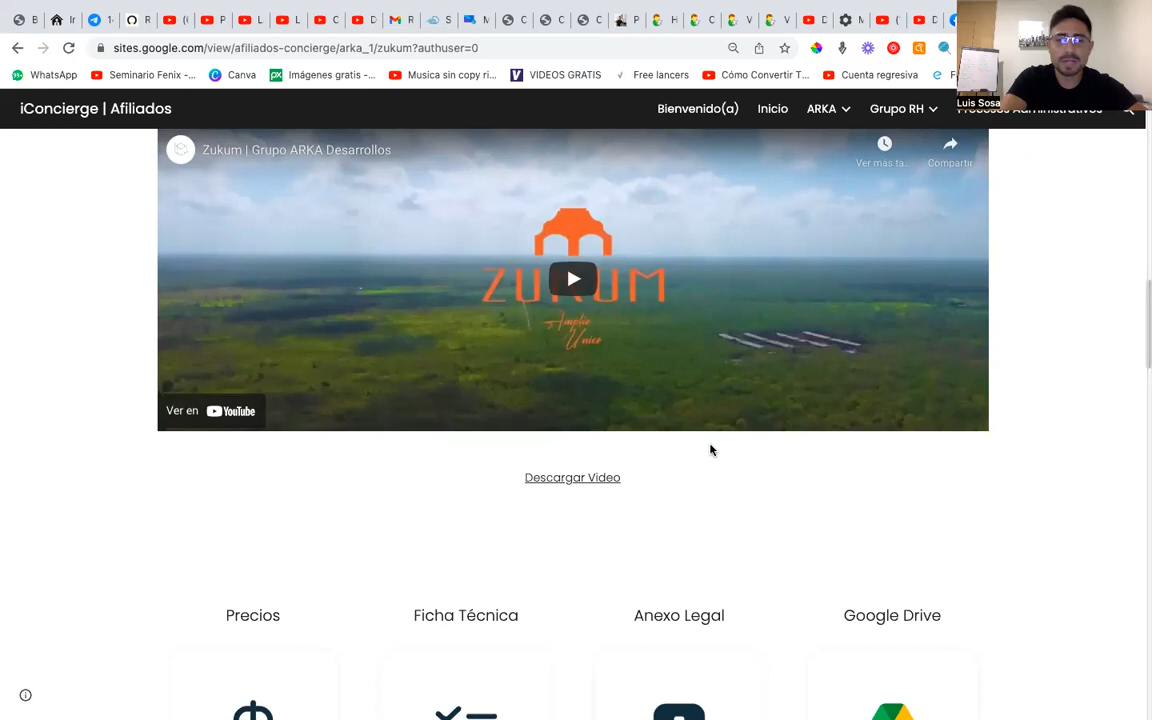 B
Ir
1
R
(
P
L
L
C
D
R
S
M
C
C
C
P
H
C
V
V
D
M
(
D
sites.google.com/view/afiliados-concierge/arka_1/zukum?authuser=0
WhatsApp
Seminario Fenix -...
Canva
Imágenes gratis -...
Musica sin copy ri...
VIDEOS GRATIS
Free lancers
Cómo Convertir T...
Cuenta regresiva
Luis Sosa
iConcierge | Afiliados
Bienvenido(a)
Inicio
ARKA
Grupo RH
Procesos Administrativos
Zukum | Grupo ARKA Desarrollos
Ver más ta...
Compartir
ZUKUM
Único
Ver en YouTube
Descargar Video
Precios
Ficha Técnica
Anexo Legal
Google Drive